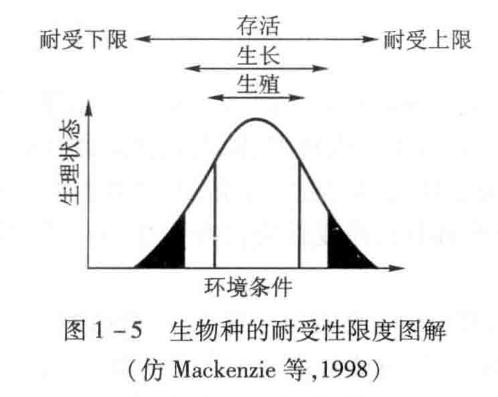 存活
耐受下限 耐受上限
生长
生殖
生理状态
环境条件
图1-5 生物种的耐受性限度图解
(仿 Mackenzie 等,1998)